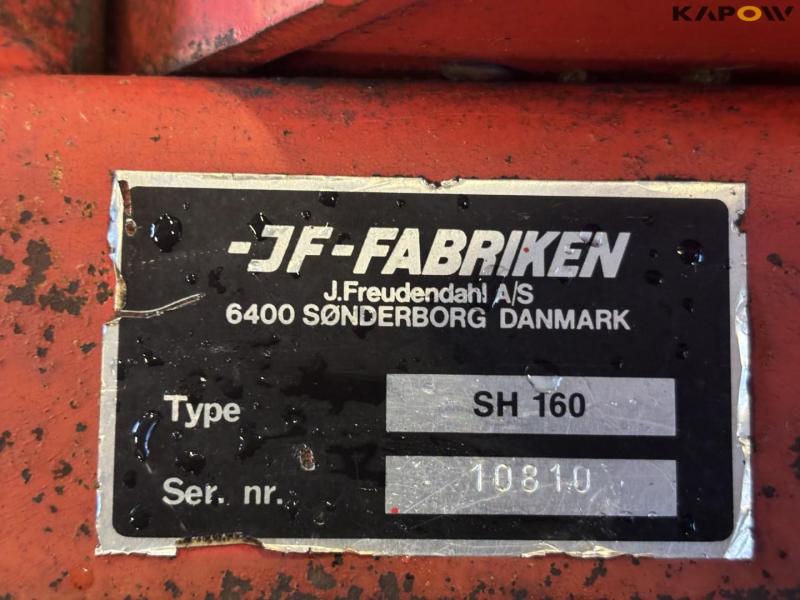 KAPOW
-JF-FABRIKEN
J.Freudendahl A/S
6400 SØNDERBORG DANMARK
Type SH 160
Ser. nr. 10810